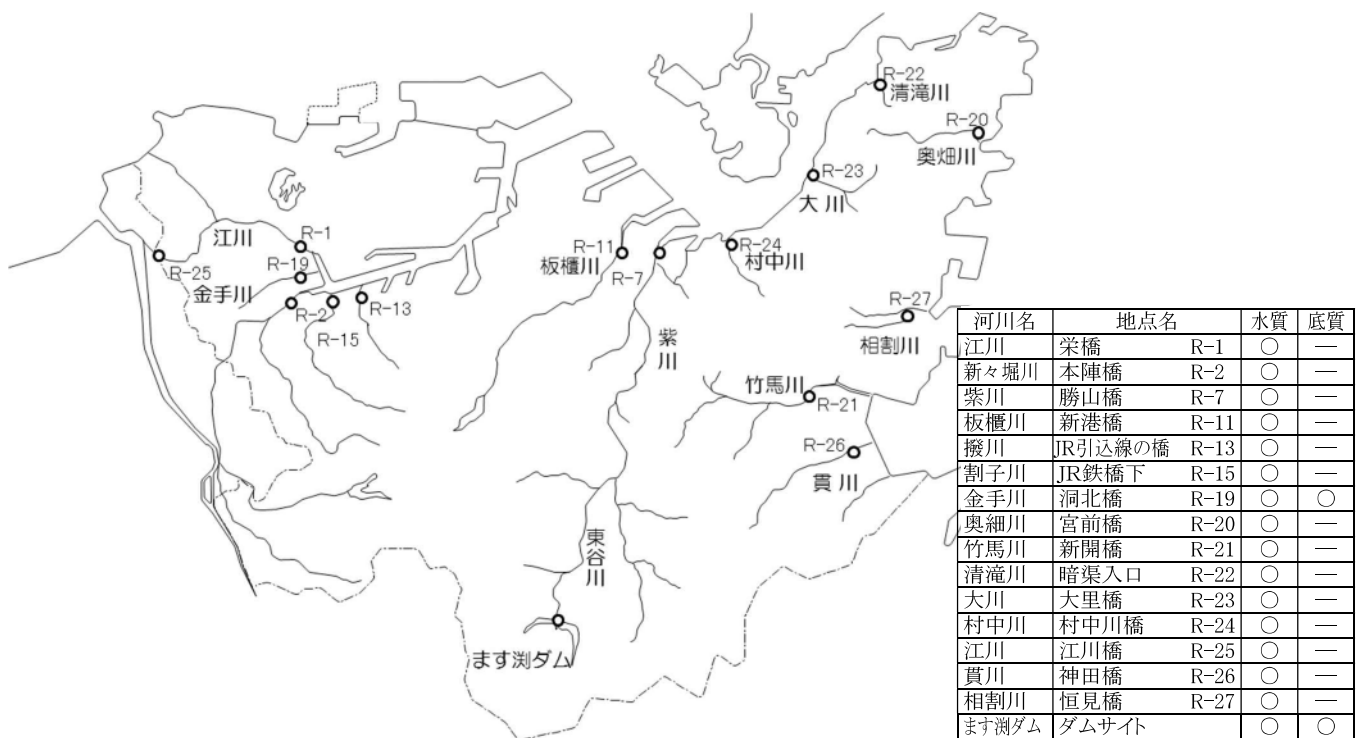 R-22
清滝川
R-20
奥畑川
R-23
大川
江川
R-1
R-11
板櫃川
R-7
R-24
村中川
R-25
R-19
金手川
R-2
R-13
R-15
R-27
相割川
紫川
竹馬川
R-21
R-26
貫川
東谷川
ます渕ダム
河川名 地点名 水質 底質
江川 栄橋 R-1 ○ ―
新々堀川 本陣橋 R-2 ○ ―
紫川 勝山橋 R-7 ○ ―
板櫃川 新港橋 R-11 ○ ―
撥川 JR引込線の橋 R-13 ○ ―
割子川 JR鉄橋下 R-15 ○ ―
金手川 洞北橋 R-19 ○ ○
奥細川 宮前橋 R-20 ○ ―
竹馬川 新開橋 R-21 ○ ―
清滝川 暗渠入口 R-22 ○ ―
大川 大里橋 R-23 ○ ―
村中川 村中川橋 R-24 ○ ―
江川 江川橋 R-25 ○ ―
貫川 神田橋 R-26 ○ ―
相割川 恒見橋 R-27 ○ ―
ます渕ダム ダムサイト ○ ○